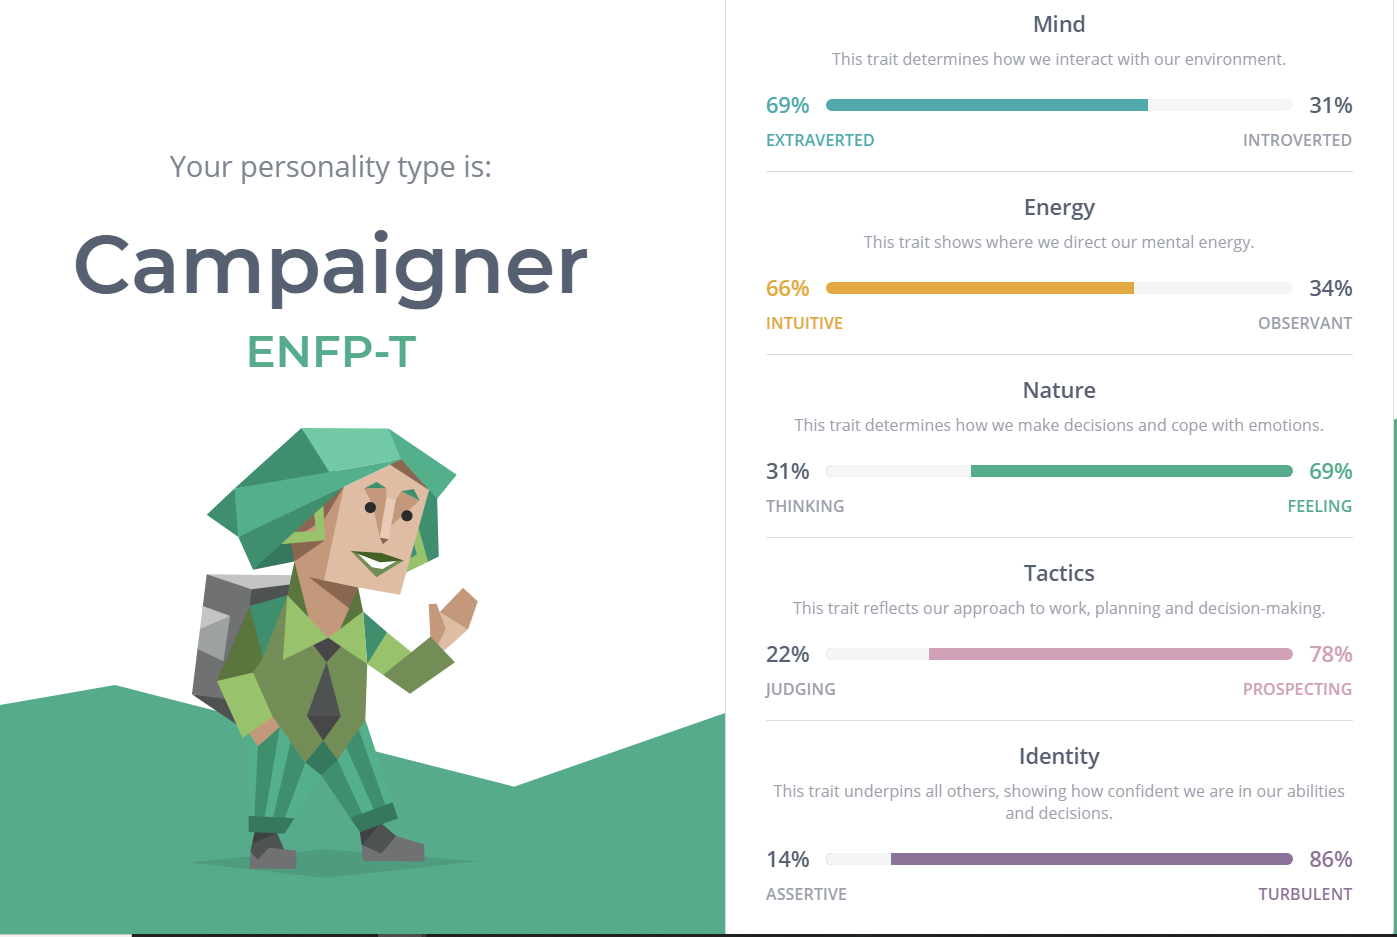 Your personality type is:
Campaigner
ENFP-T
Mind
This trait determines how we interact with our environment.
69% 31%
EXTRAVERTED INTROVERTED
Energy
This trait shows where we direct our mental energy.
66% 34%
INTUITIVE OBSERVANT
Nature
This trait determines how we make decisions and cope with emotions.
31% 69%
THINKING FEELING
Tactics
This trait reflects our approach to work, planning and decision-making.
22% 78%
JUDGING PROSPECTING
Identity
This trait underpins all others, showing how confident we are in our abilities
and decisions.
14% 86%
ASSERTIVE TURBULENT